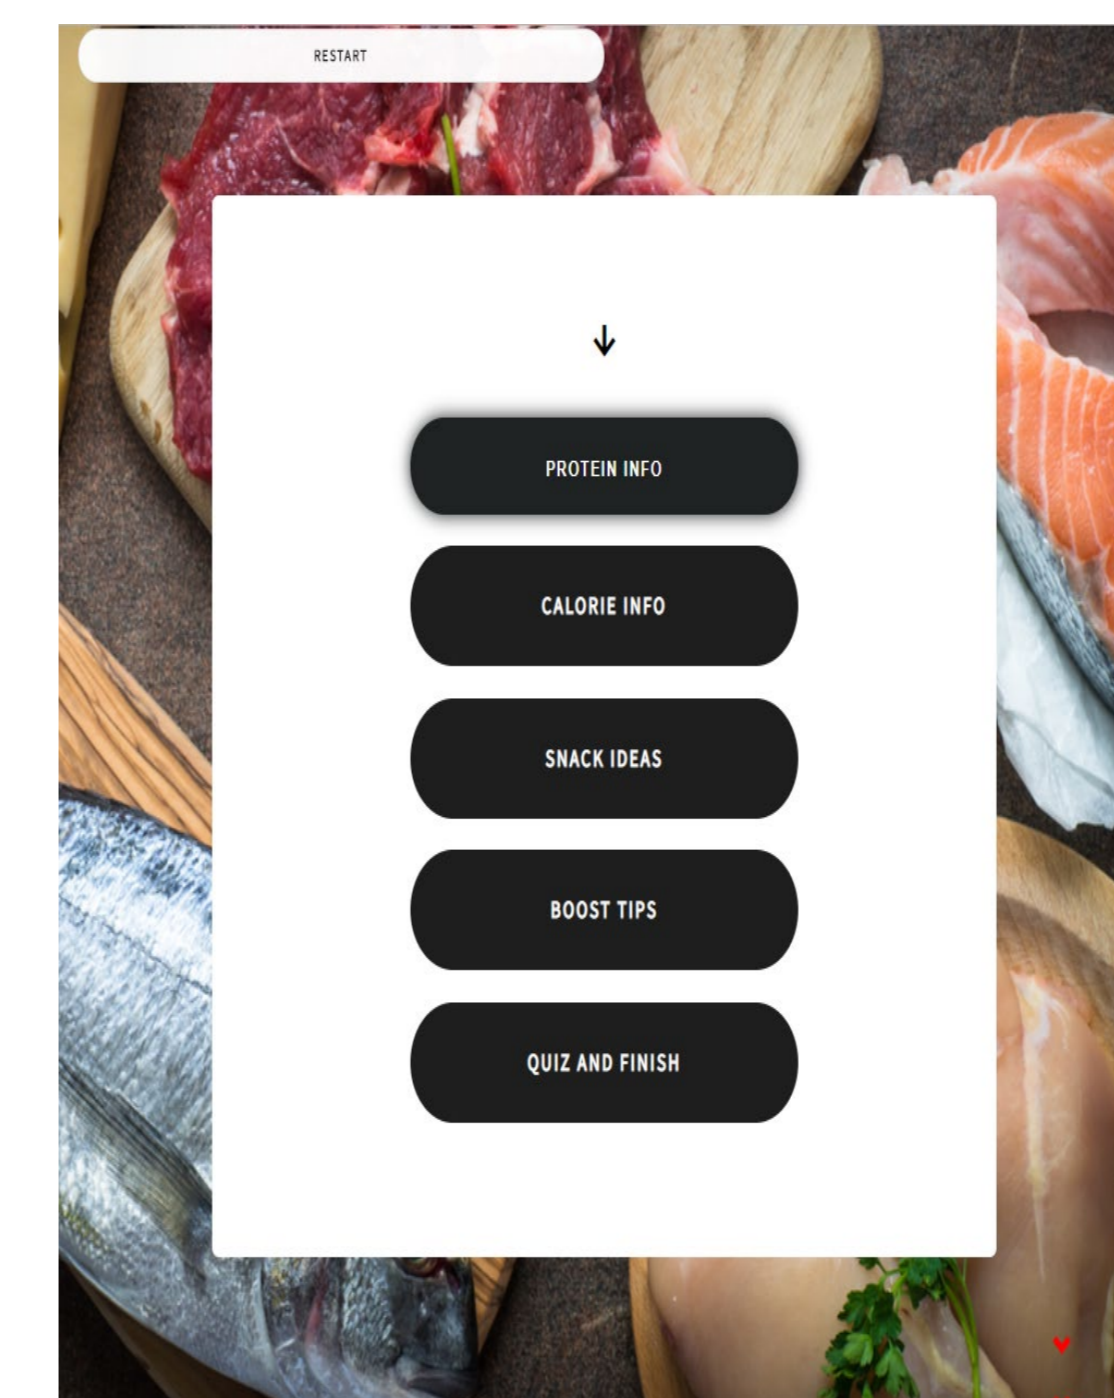 RESTART
PROTEIN INFO
CALORIE INFO
SNACK IDEAS
BOOST TIPS
QUIZ AND FINISH